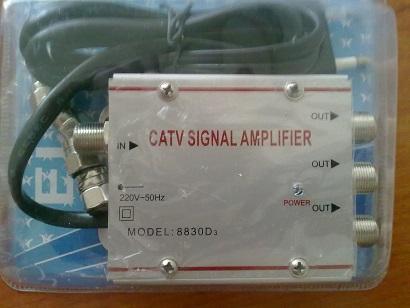 CATV SIGNAL AMPLIFIER
IN
OUT
OUT
OUT
220V~50Hz
POWER
MODEL:8830D3